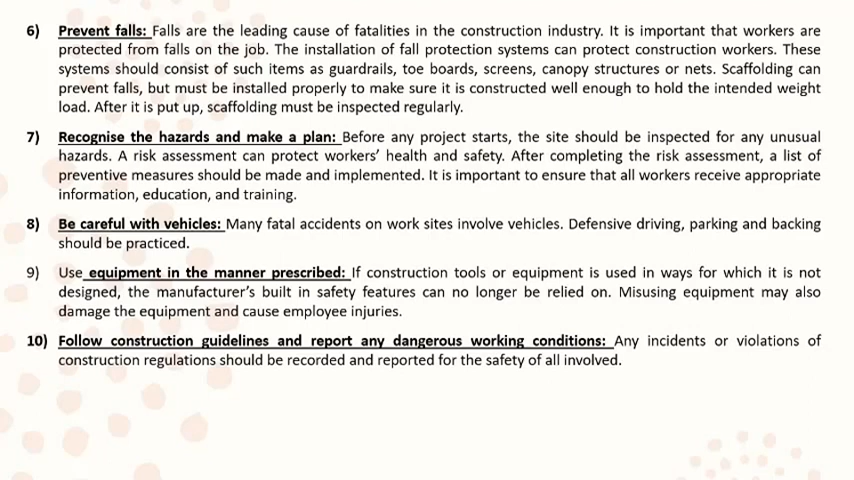 6) Prevent falls: Falls are the leading cause of fatalities in the construction industry. It is important that workers are
protected from falls on the job. The installation of fall protection systems can protect construction workers. These
systems should consist of such items as guardrails, toe boards, screens, canopy structures or nets. Scaffolding can
prevent falls, but must be installed properly to make sure it is constructed well enough to hold the intended weight
load. After it is put up, scaffolding must be inspected regularly.
7) Recognise the hazards and make a plan: Before any project starts, the site should be inspected for any unusual
hazards. A risk assessment can protect workers’ health and safety. After completing the risk assessment, a list of
preventive measures should be made and implemented. It is important to ensure that all workers receive appropriate
information, education, and training.
8) Be careful with vehicles: Many fatal accidents on work sites involve vehicles. Defensive driving, parking and backing
should be practiced.
9) Use equipment in the manner prescribed: If construction tools or equipment is used in ways for which it is not
designed, the manufacturer’s built in safety features can no longer be relied on. Misusing equipment may also
damage the equipment and cause employee injuries.
10) Follow construction guidelines and report any dangerous working conditions: Any incidents or violations of
construction regulations should be recorded and reported for the safety of all involved.